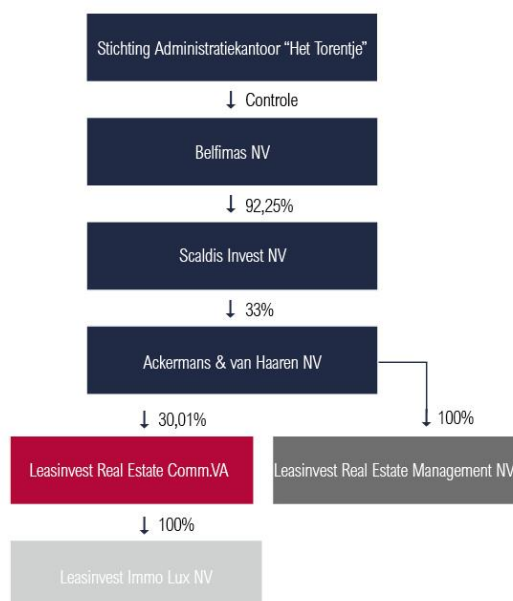 Stichting Administratiekantoor “Het Torentje”
Controle
Belfimas NV
92,25%
Scaldis Invest NV
33%
Ackermans & van Haaren NV
30,01%
100%
Leasinvest Real Estate Comm.VA
Leasinvest Real Estate Management NV
100%
Leasinvest Immo Lux NV